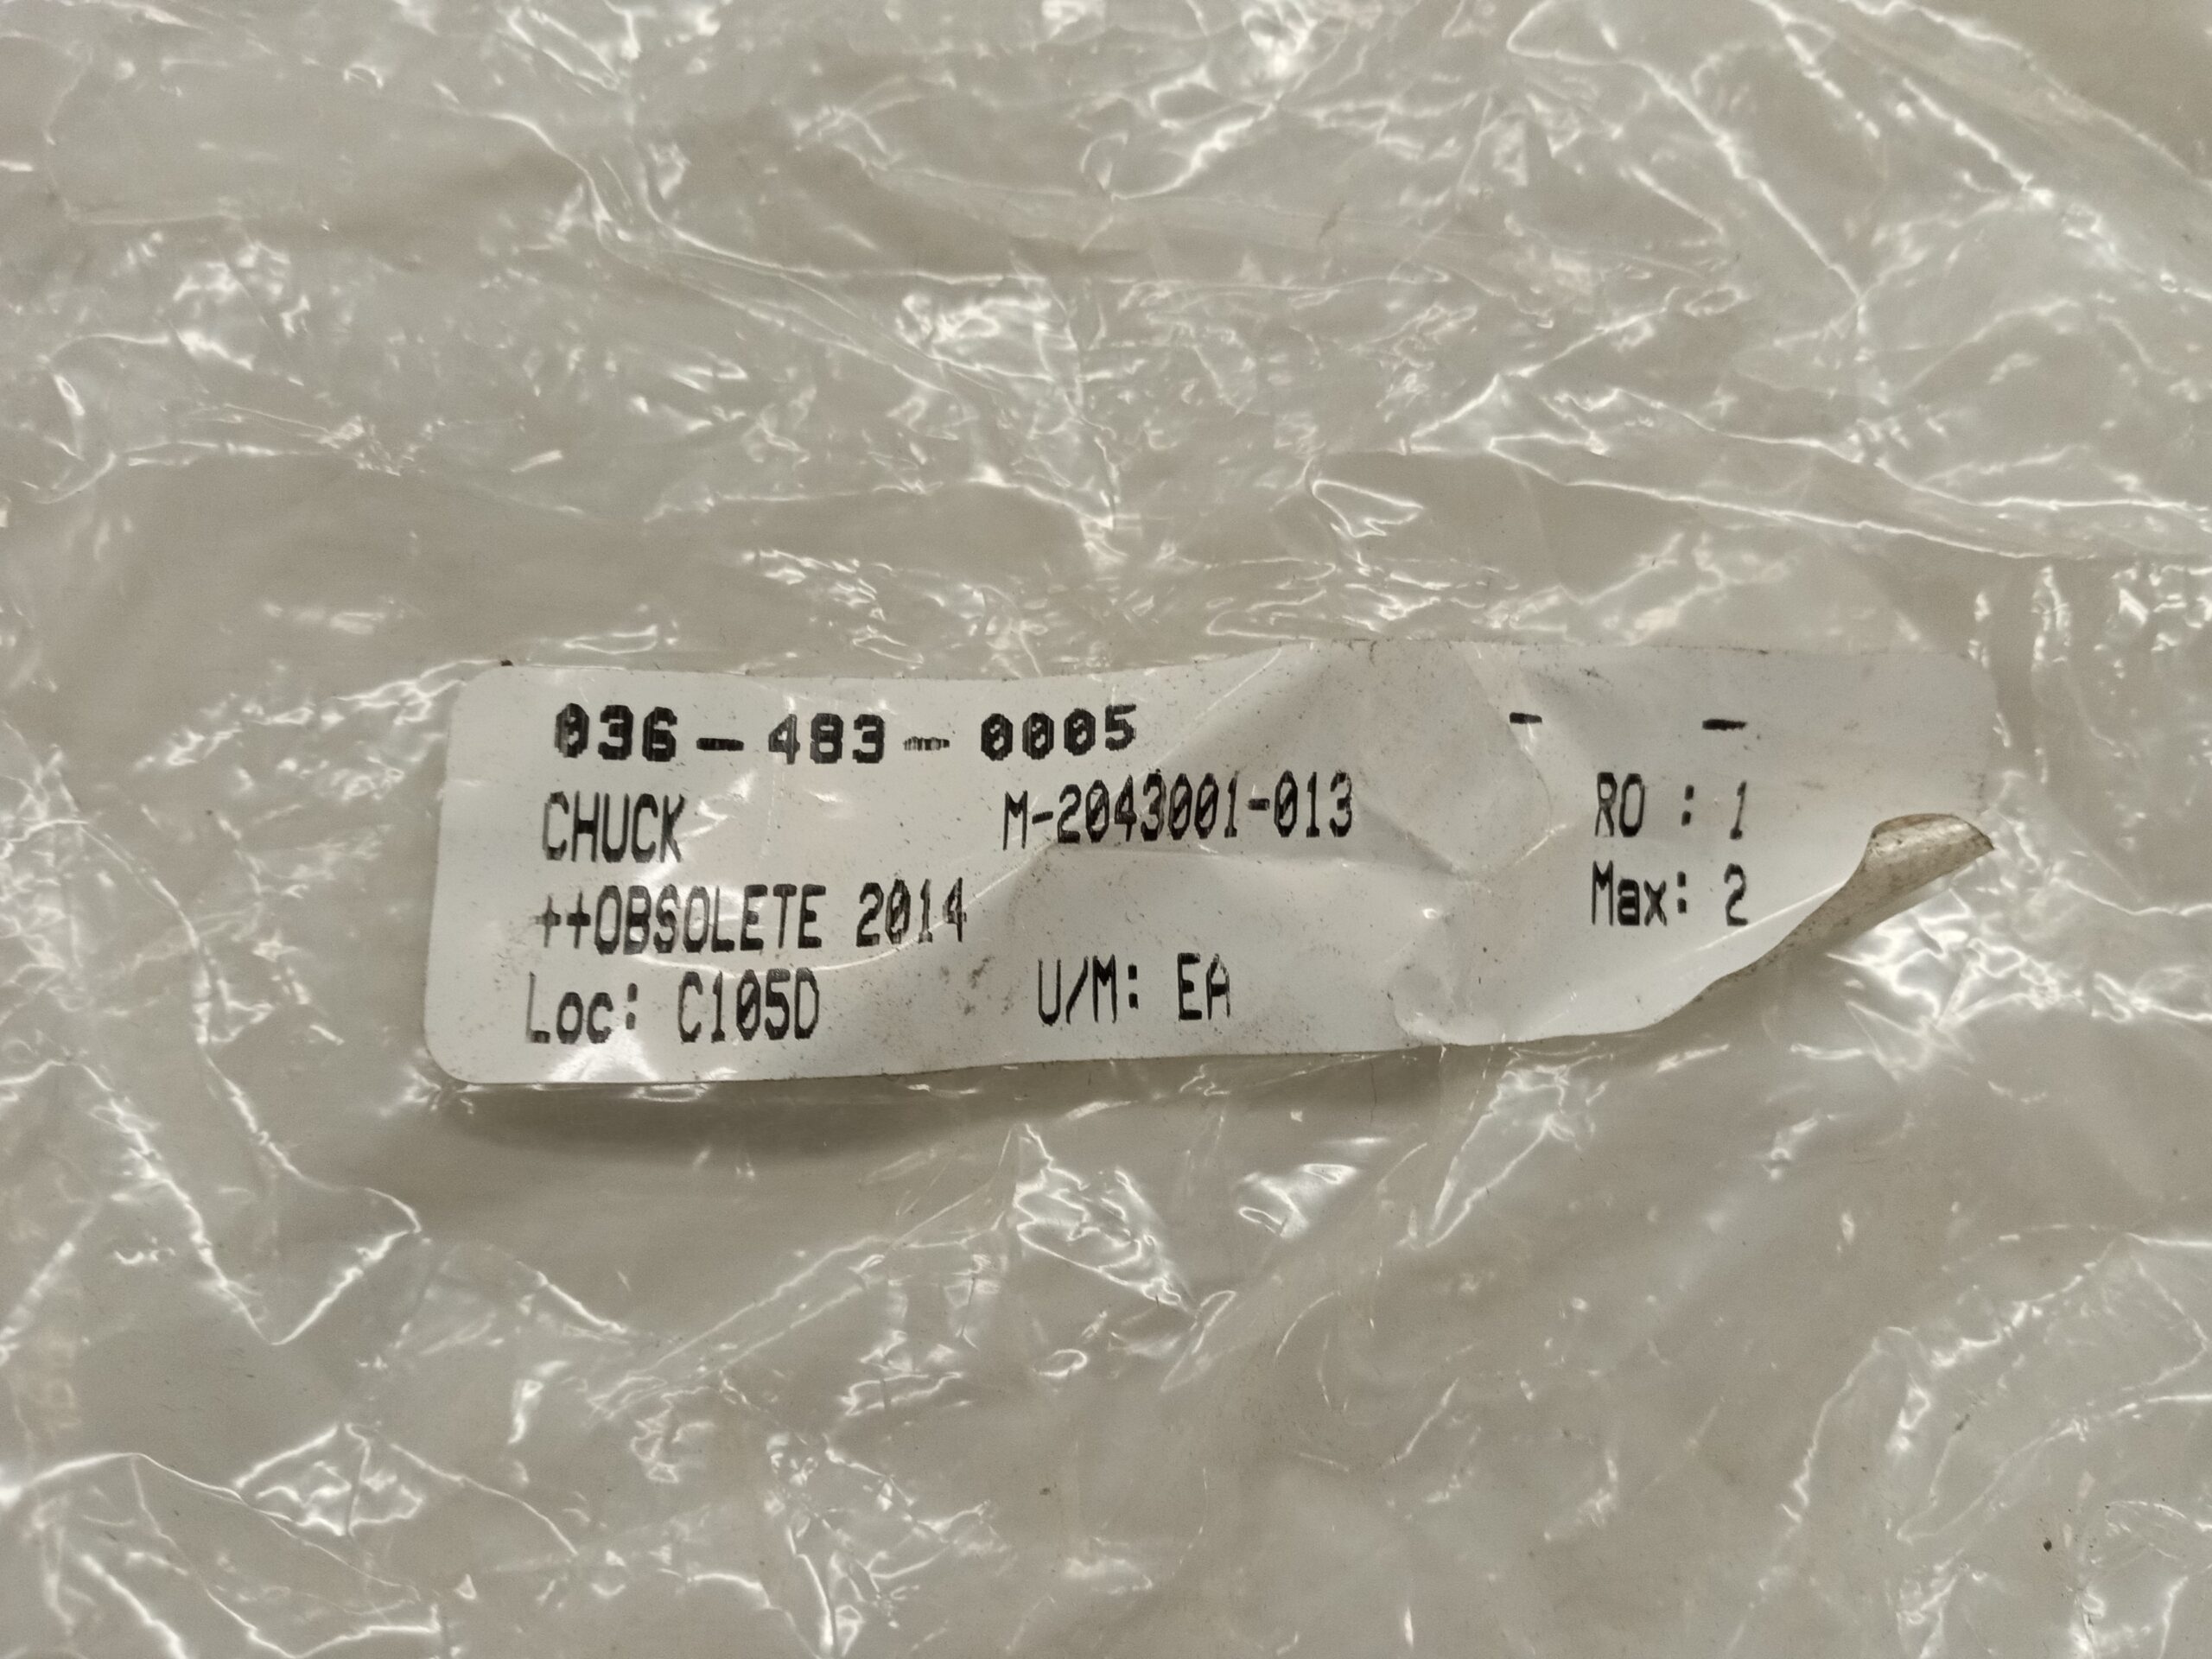 036-483-0005 - -
CHUCK M-2043001-013 RO : 1
++OBSOLETE 2014 Max: 2
Loc: C105D U/M: EA